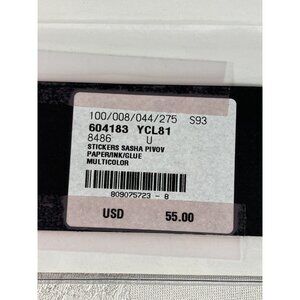 100/008/044/275 S93
604183 YCL81
8486 U
STICKERS SASHA PIVOV
PAPER/INK/GLUE
MULTICOLOR
809075723 - 8
USD 55.00